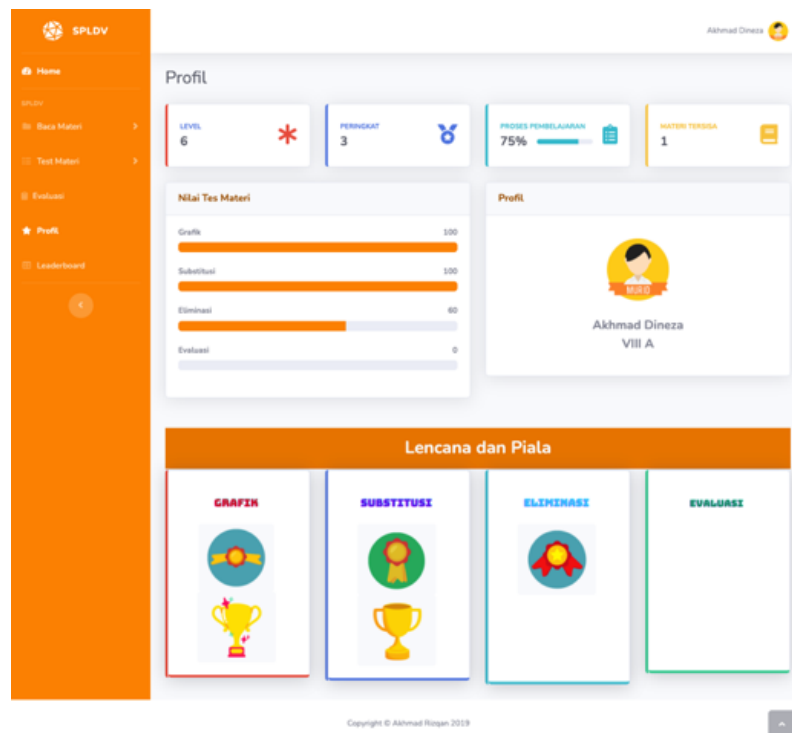 SPLDV
Akhmad Dineza
Home
Profil
SPLDV
Baca Materi
Test Materi
Evaluasi
Profil
Leaderboard
LEVEL
6
PERINGKAT
3
PROSES PEMBELAJARAN
75%
MATERI TERSISA
1
Nilai Tes Materi
Grafik 100
Substitusi 100
Eliminasi 60
Evaluasi 0
Profil
MURID
Akhmad Dineza
VIII A
Lencana dan Piala
GRAFIK
SUBSTITUSI
ELIMINASI
EVALUASI
Copyright © Akhmad Rizqan 2019